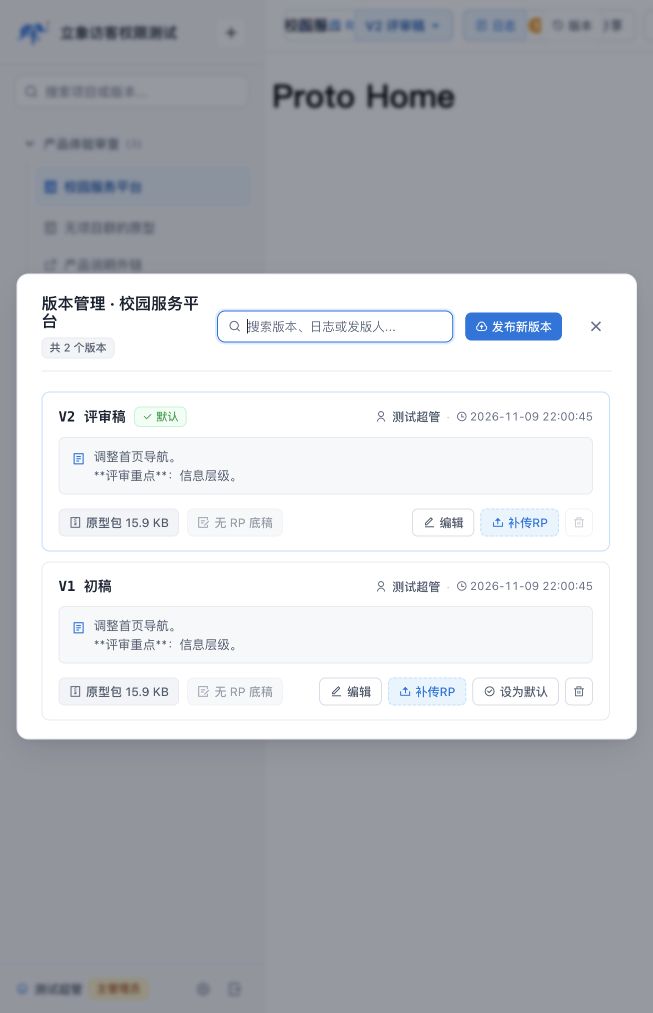 立象访客权限测试
V2 评审稿
日志
版本
搜索项目或版本...
Proto Home
产品体验审查 (3)
校园服务平台
无项目群的原型
产品说明外链
版本管理 · 校园服务平
台
共 2 个版本
搜索版本、日志或发版人...
发布新版本
V2 评审稿
默认
测试超管 · 2026-11-09 22:00:45
调整首页导航。
**评审重点**：信息层级。
原型包 15.9 KB
无 RP 底稿
编辑
补传RP
V1 初稿
测试超管 · 2026-11-09 22:00:45
调整首页导航。
**评审重点**：信息层级。
原型包 15.9 KB
无 RP 底稿
编辑
补传RP
设为默认
测试超管